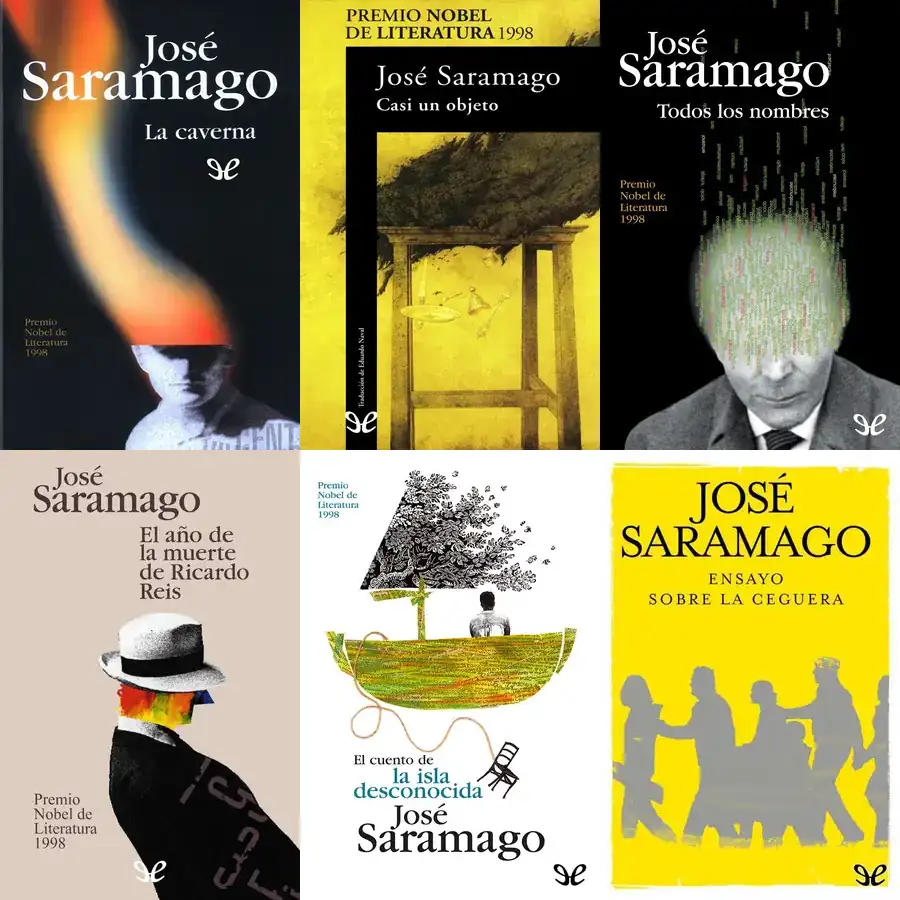 José
Saramago
La caverna
Premio
Nobel de
Literatura
1998
PREMIO NOBEL
DE LITERATURA 1998
José Saramago
Casi un objeto
Traducción de Eduardo Naval
José
Saramago
Todos los nombres
Premio
Nobel de
Literatura
1998
José
Saramago
El año de
la muerte
de Ricardo
Reis
Premio
Nobel de
Literatura
1998
Premio
Nobel de
Literatura
1998
El cuento de
la isla
desconocida
José
Saramago
JOSÉ
SARAMAGO
ENSAYO
SOBRE LA CEGUERA